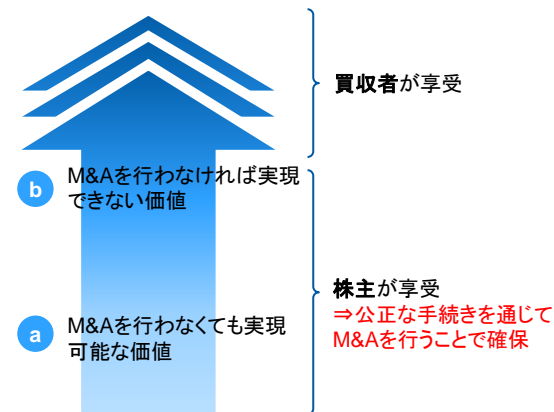 買収者が享受
b
M&Aを行わなければ実現
できない価値
株主が享受
⇒公正な手続きを通じて
M&Aを行うことで確保
a
M&Aを行わなくても実現
可能な価値